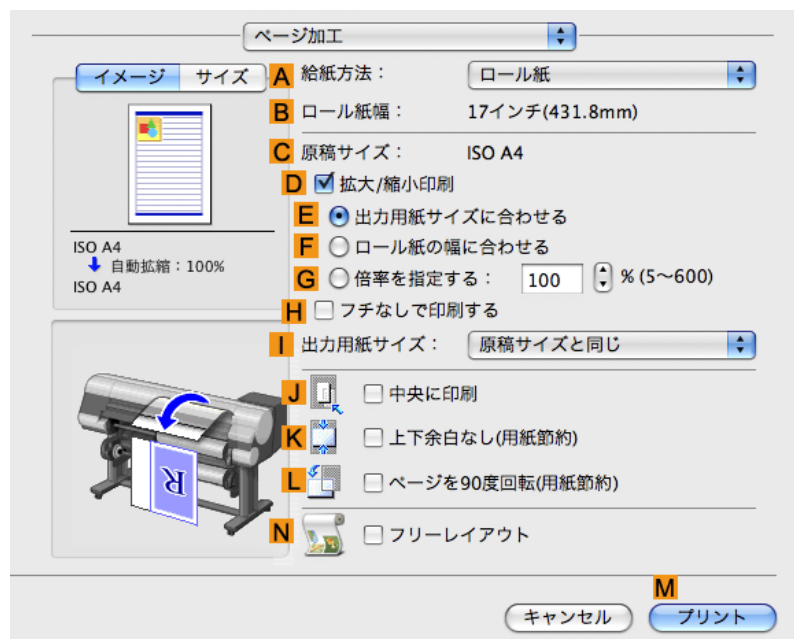 ページ加工
イメージ サイズ
A 給紙方法： ロール紙
B ロール紙幅： 17インチ(431.8mm)
C 原稿サイズ： ISO A4
D 拡大/縮小印刷
E 出力用紙サイズに合わせる
F ロール紙の幅に合わせる
G 倍率を指定する： 100 % (5～600)
H フチなしで印刷する
I 出力用紙サイズ： 原稿サイズと同じ
ISO A4
自動拡縮：100%
ISO A4
J 中央に印刷
K 上下余白なし(用紙節約)
L ページを90度回転(用紙節約)
N フリーレイアウト
R
M
キャンセル プリント